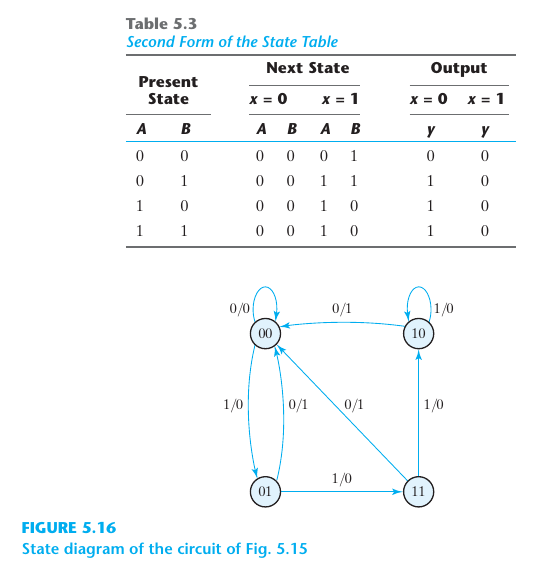 Table 5.3
Second Form of the State Table
Next State Output
Present State
x = 0 x = 1 x = 0 x = 1
A B A B A B y y
0 0 0 0 0 1 0 0
0 1 0 0 1 1 1 0
1 0 0 0 1 0 1 0
1 1 0 0 1 0 1 0
0/0 0/1 1/0
00 10
1/0 0/1 0/1 1/0
1/0
01 11
FIGURE 5.16
State diagram of the circuit of Fig. 5.15